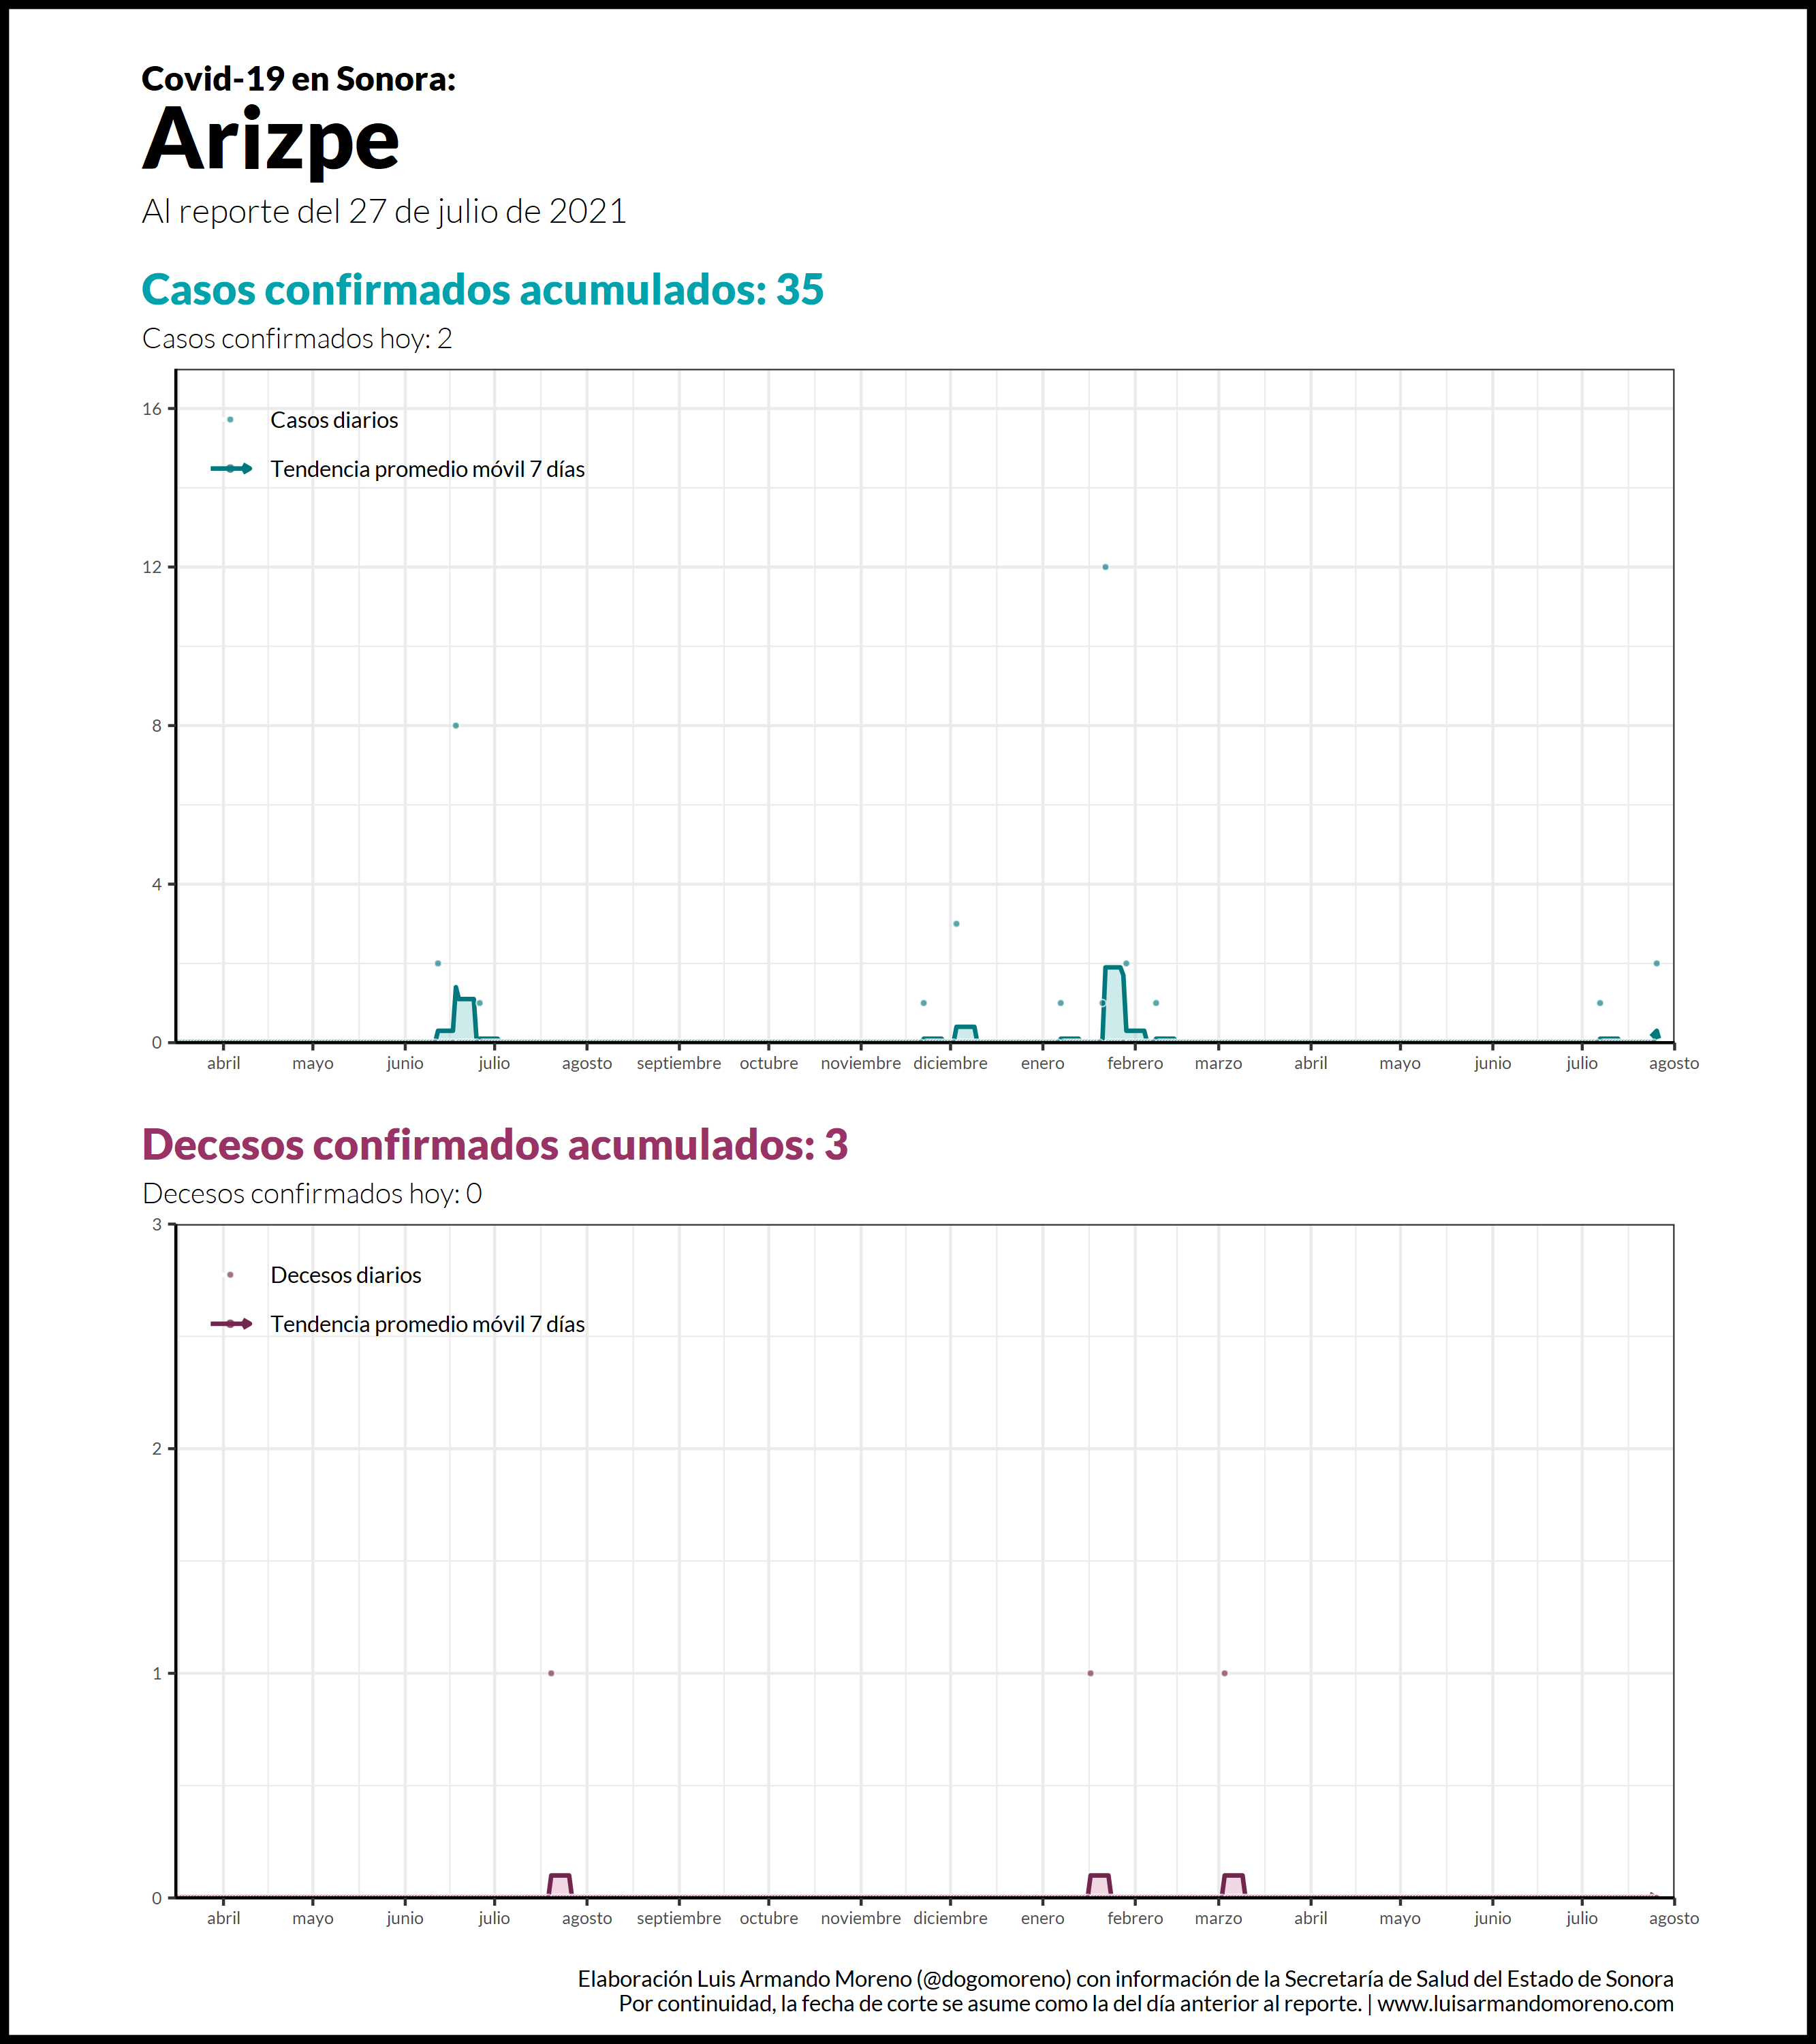 Covid-19 en Sonora:
Arizpe
Al reporte del 27 de julio de 2021
Casos confirmados acumulados: 35
Casos confirmados hoy: 2
16
Casos diarios
Tendencia promedio móvil 7 días
12
8
4
0
abril mayo junio julio agosto septiembre octubre noviembre diciembre enero febrero marzo abril mayo junio julio agosto
Decesos confirmados acumulados: 3
Decesos confirmados hoy: 0
3
Decesos diarios
Tendencia promedio móvil 7 días
2
1
0
abril mayo junio julio agosto septiembre octubre noviembre diciembre enero febrero marzo abril mayo junio julio agosto
Elaboración Luis Armando Moreno (@dogomoreno) con información de la Secretaría de Salud del Estado de Sonora
Por continuidad, la fecha de corte se asume como la del día anterior al reporte. | www.luisarmandomoreno.com